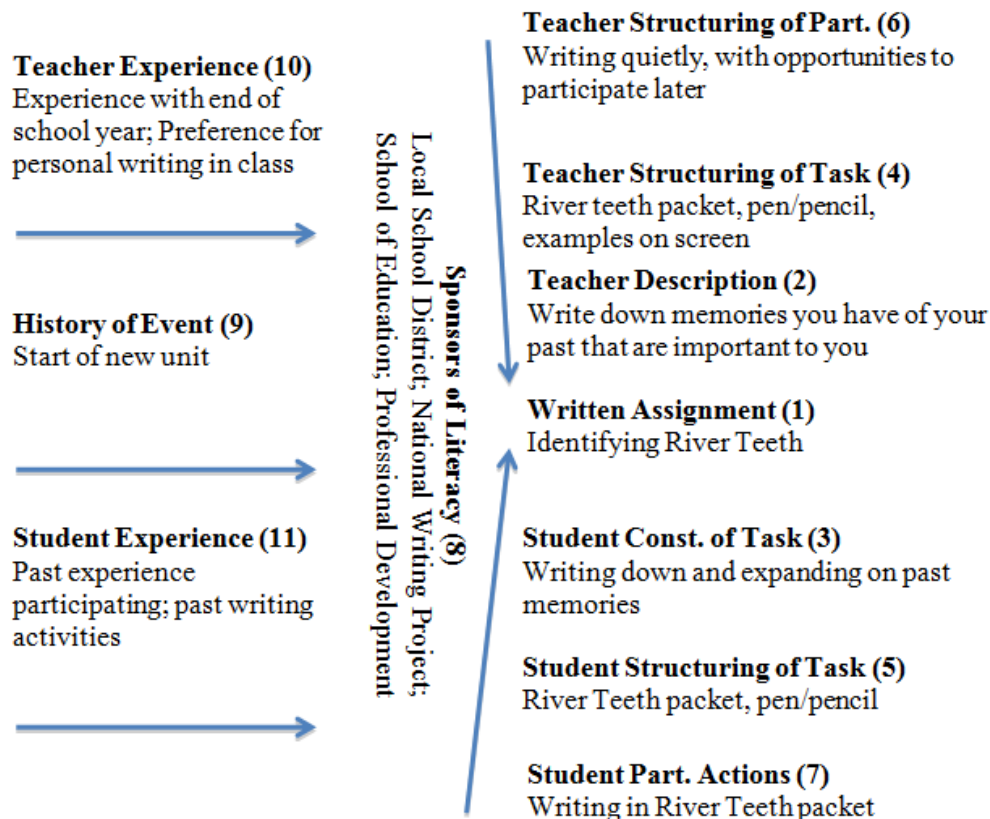 Teacher Experience (10)
Experience with end of
school year; Preference for
personal writing in class
History of Event (9)
Start of new unit
Student Experience (11)
Past experience
participating; past writing
activities
Sponsors of Literacy (8)
Local School District; National Writing Project;
School of Education; Professional Development
Teacher Structuring of Part. (6)
Writing quietly, with opportunities to
participate later
Teacher Structuring of Task (4)
River teeth packet, pen/pencil,
examples on screen
Teacher Description (2)
Write down memories you have of your
past that are important to you
Written Assignment (1)
Identifying River Teeth
Student Const. of Task (3)
Writing down and expanding on past
memories
Student Structuring of Task (5)
River Teeth packet, pen/pencil
Student Part. Actions (7)
Writing in River Teeth packet